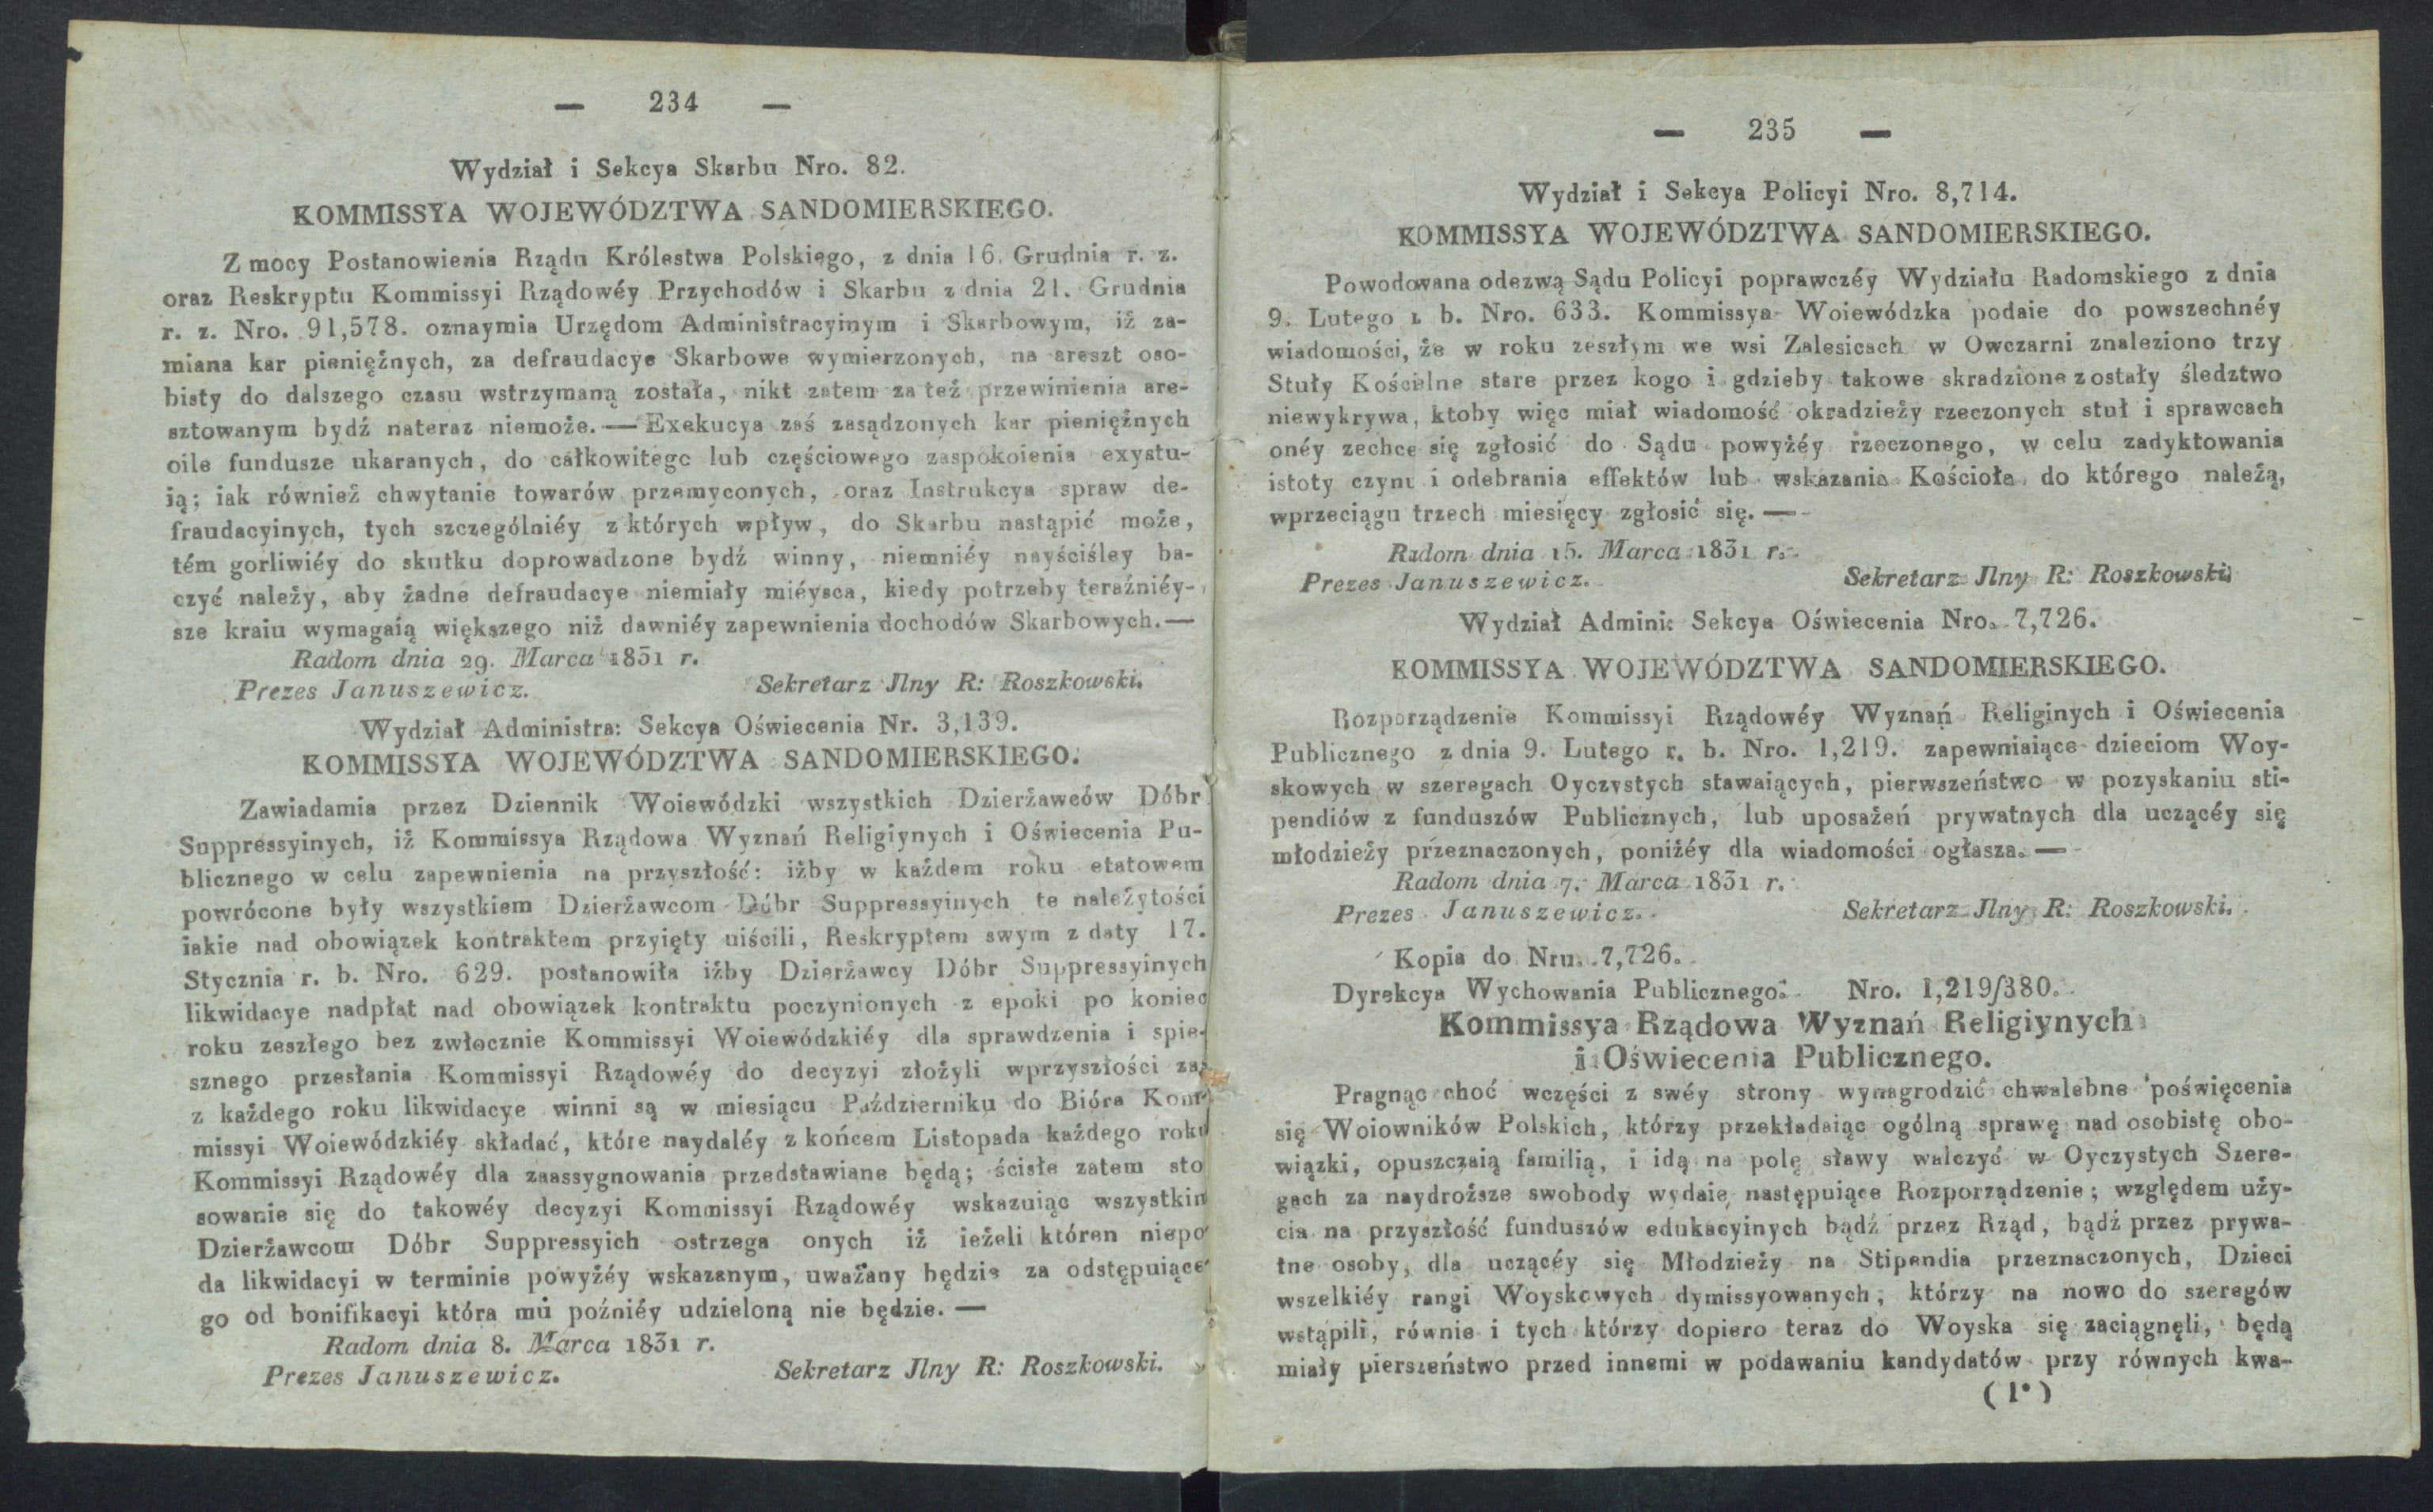 — 234 —
Wydział i Sekcya Skarbu Nro. 82.
KOMMISSYA WOJEWÓDZTWA SANDOMIERSKIEGO.
Z mocy Postanowienia Rządu Królestwa Polskiego, z dnia 16. Grudnia r. z.
oraz Reskryptu Kommissyi Rządowéy Przychodów i Skarbu z dnia 21. Grudnia
r. z. Nro. 91,578. oznaymia Urzędom Administracyinym i Skarbowym, iż za-
miana kar pieniężnych, za defraudacye Skarbowe wymierzonych, na areszt oso-
bisty do dalszego czasu wstrzymaną została, nikt zatem za też przewinienia are-
sztowanym bydź nateraz niemoże. — Exekucya zaś zasądzonych kar pieniężnych
oile fundusze ukaranych, do całkowitego lub częściowego zaspokoienia exystu-
ią; iak również chwytanie towarów przemyconych, oraz Instrukcya spraw de-
fraudacyinych, tych szczególniéy z których wpływ, do Skarbu nastąpić może,
tém gorliwiéy do skutku doprowadzone bydź winny, niemniéy nayściśley ba-
czyć należy, aby żadne defraudacye niemiały miéysca, kiedy potrzeby teraźniéy-
sze kraiu wymagaią większego niż dawniéy zapewnienia dochodów Skarbowych. —
Radom dnia 29. Marca 1831 r.
Prezes Januszewicz. Sekretarz Jlny R: Roszkowski.
Wydział Administra: Sekcya Oświecenia Nr. 3,139.
KOMMISSYA WOJEWÓDZTWA SANDOMIERSKIEGO.
Zawiadamia przez Dziennik Woiewódzki wszystkich Dzierżawców Dóbr
Suppressyinych, iż Kommissya Rządowa Wyznań Religiynych i Oświecenia Pu-
blicznego w celu zapewnienia na przyszłość: iżby w każdem roku etatowem
powrócone były wszystkiem Dzierżawcom Dóbr Suppressyinych te należytości
iakie nad obowiązek kontraktem przyięty uiścili, Reskryptem swym z daty 17.
Stycznia r. b. Nro. 629. postanowiła iżby Dzierżawcy Dóbr Suppressyinych
likwidacye nadpłat nad obowiązek kontraktu poczynionych z epoki po koniec
roku zeszłego bez zwłocznie Kommissyi Woiewódzkiéy dla sprawdzenia i spie-
sznego przesłania Kommissyi Rządowéy do decyzyi złożyli wprzyszłości zaś
z każdego roku likwidacye winni są w miesiącu Październiku do Bióra Kom-
missyi Woiewódzkiéy składać, które naydaléy z końcem Listopada każdego roku
Kommissyi Rządowéy dla zaassygnowania przedstawiane będą; ścisłe zatem sto
sowanie się do takowéy decyzyi Kommissyi Rządowéy wskazuiąc wszystkim
Dzierżawcom Dóbr Suppressyich ostrzega onych iż ieżeli któren niepo
da likwidacyi w terminie powyżéy wskazanym, uważany będzie za odstępuiące-
go od bonifikacyi która mu poźniéy udzieloną nie będzie. —
Radom dnia 8. Marca 1831 r.
Prezes Januszewicz. Sekretarz Jlny R: Roszkowski.
— 235 —
Wydział i Sekcya Policyi Nro. 8,714.
KOMMISSYA WOJEWÓDZTWA SANDOMIERSKIEGO.
Powodowana odezwą Sądu Policyi poprawczéy Wydziału Radomskiego z dnia
9. Lutego r. b. Nro. 633. Kommissya Woiewódzka podaie do powszechnéy
wiadomości, że w roku zeszłym we wsi Zalesicach w Owczarni znaleziono trzy
Stuły Kościelne stare przez kogo i gdzieby takowe skradzione zostały śledztwo
niewykrywa, ktoby więc miał wiadomość okradzieży rzeczonych stuł i sprawcach
onéy zechce się zgłosić do Sądu powyżéy rzeczonego, w celu zadyktowania
istoty czynu i odebrania effektów lub wskazania Kościoła, do którego należą,
wprzeciągu trzech miesięcy zgłosić się. —
Radom dnia 15. Marca 1831 r.
Prezes Januszewicz. Sekretarz Jlny R: Roszkowski.
Wydział Admini: Sekcya Oświecenia Nro. 7,726.
KOMMISSYA WOJEWÓDZTWA SANDOMIERSKIEGO.
Rozporządzenie Kommissyi Rządowéy Wyznań Religinych i Oświecenia
Publicznego z dnia 9. Lutego r. b. Nro. 1,219. zapewniaiące dzieciom Woy-
skowych w szeregach Oyczystych stawaiących, pierwszeństwo w pozyskaniu sti-
pendiów z funduszów Publicznych, lub uposażeń prywatnych dla uczącéy się
młodzieży przeznaczonych, poniżéy dla wiadomości ogłasza. —
Radom dnia 7. Marca 1831 r.
Prezes Januszewicz. Sekretarz Jlny R: Roszkowski.
Kopia do Nru. 7,726.
Dyrekcya Wychowania Publicznego. Nro. 1,219/380.
Kommissya Rządowa Wyznań Religiynych
i Oświecenia Publicznego.
Pragnąc choć wczęści z swéy strony wynagrodzić chwalebne poświęcenia
się Woiowników Polskich, którzy przekładaiąc ogólną sprawę nad osobistę obo-
wiązki, opuszczaią familią, i idą na polę sławy walczyć w Oyczystych Szere-
gach za naydroższe swobody wydaie, następuiące Rozporządzenie; względem uży-
cia na przyszłość funduszów edukacyinych bądź przez Rząd, bądź przez prywa-
tne osoby, dla uczącéy się Młodzieży na Stipendia przeznaczonych, Dzieci
wszelkiéy rangi Woyskowych dymissyowanych, którzy na nowo do szeregów
wstąpili, równie i tych którzy dopiero teraz do Woyska się zaciągnęli, będą
miały pierszeństwo przed innemi w podawaniu kandydatów przy równych kwa-
(1*)